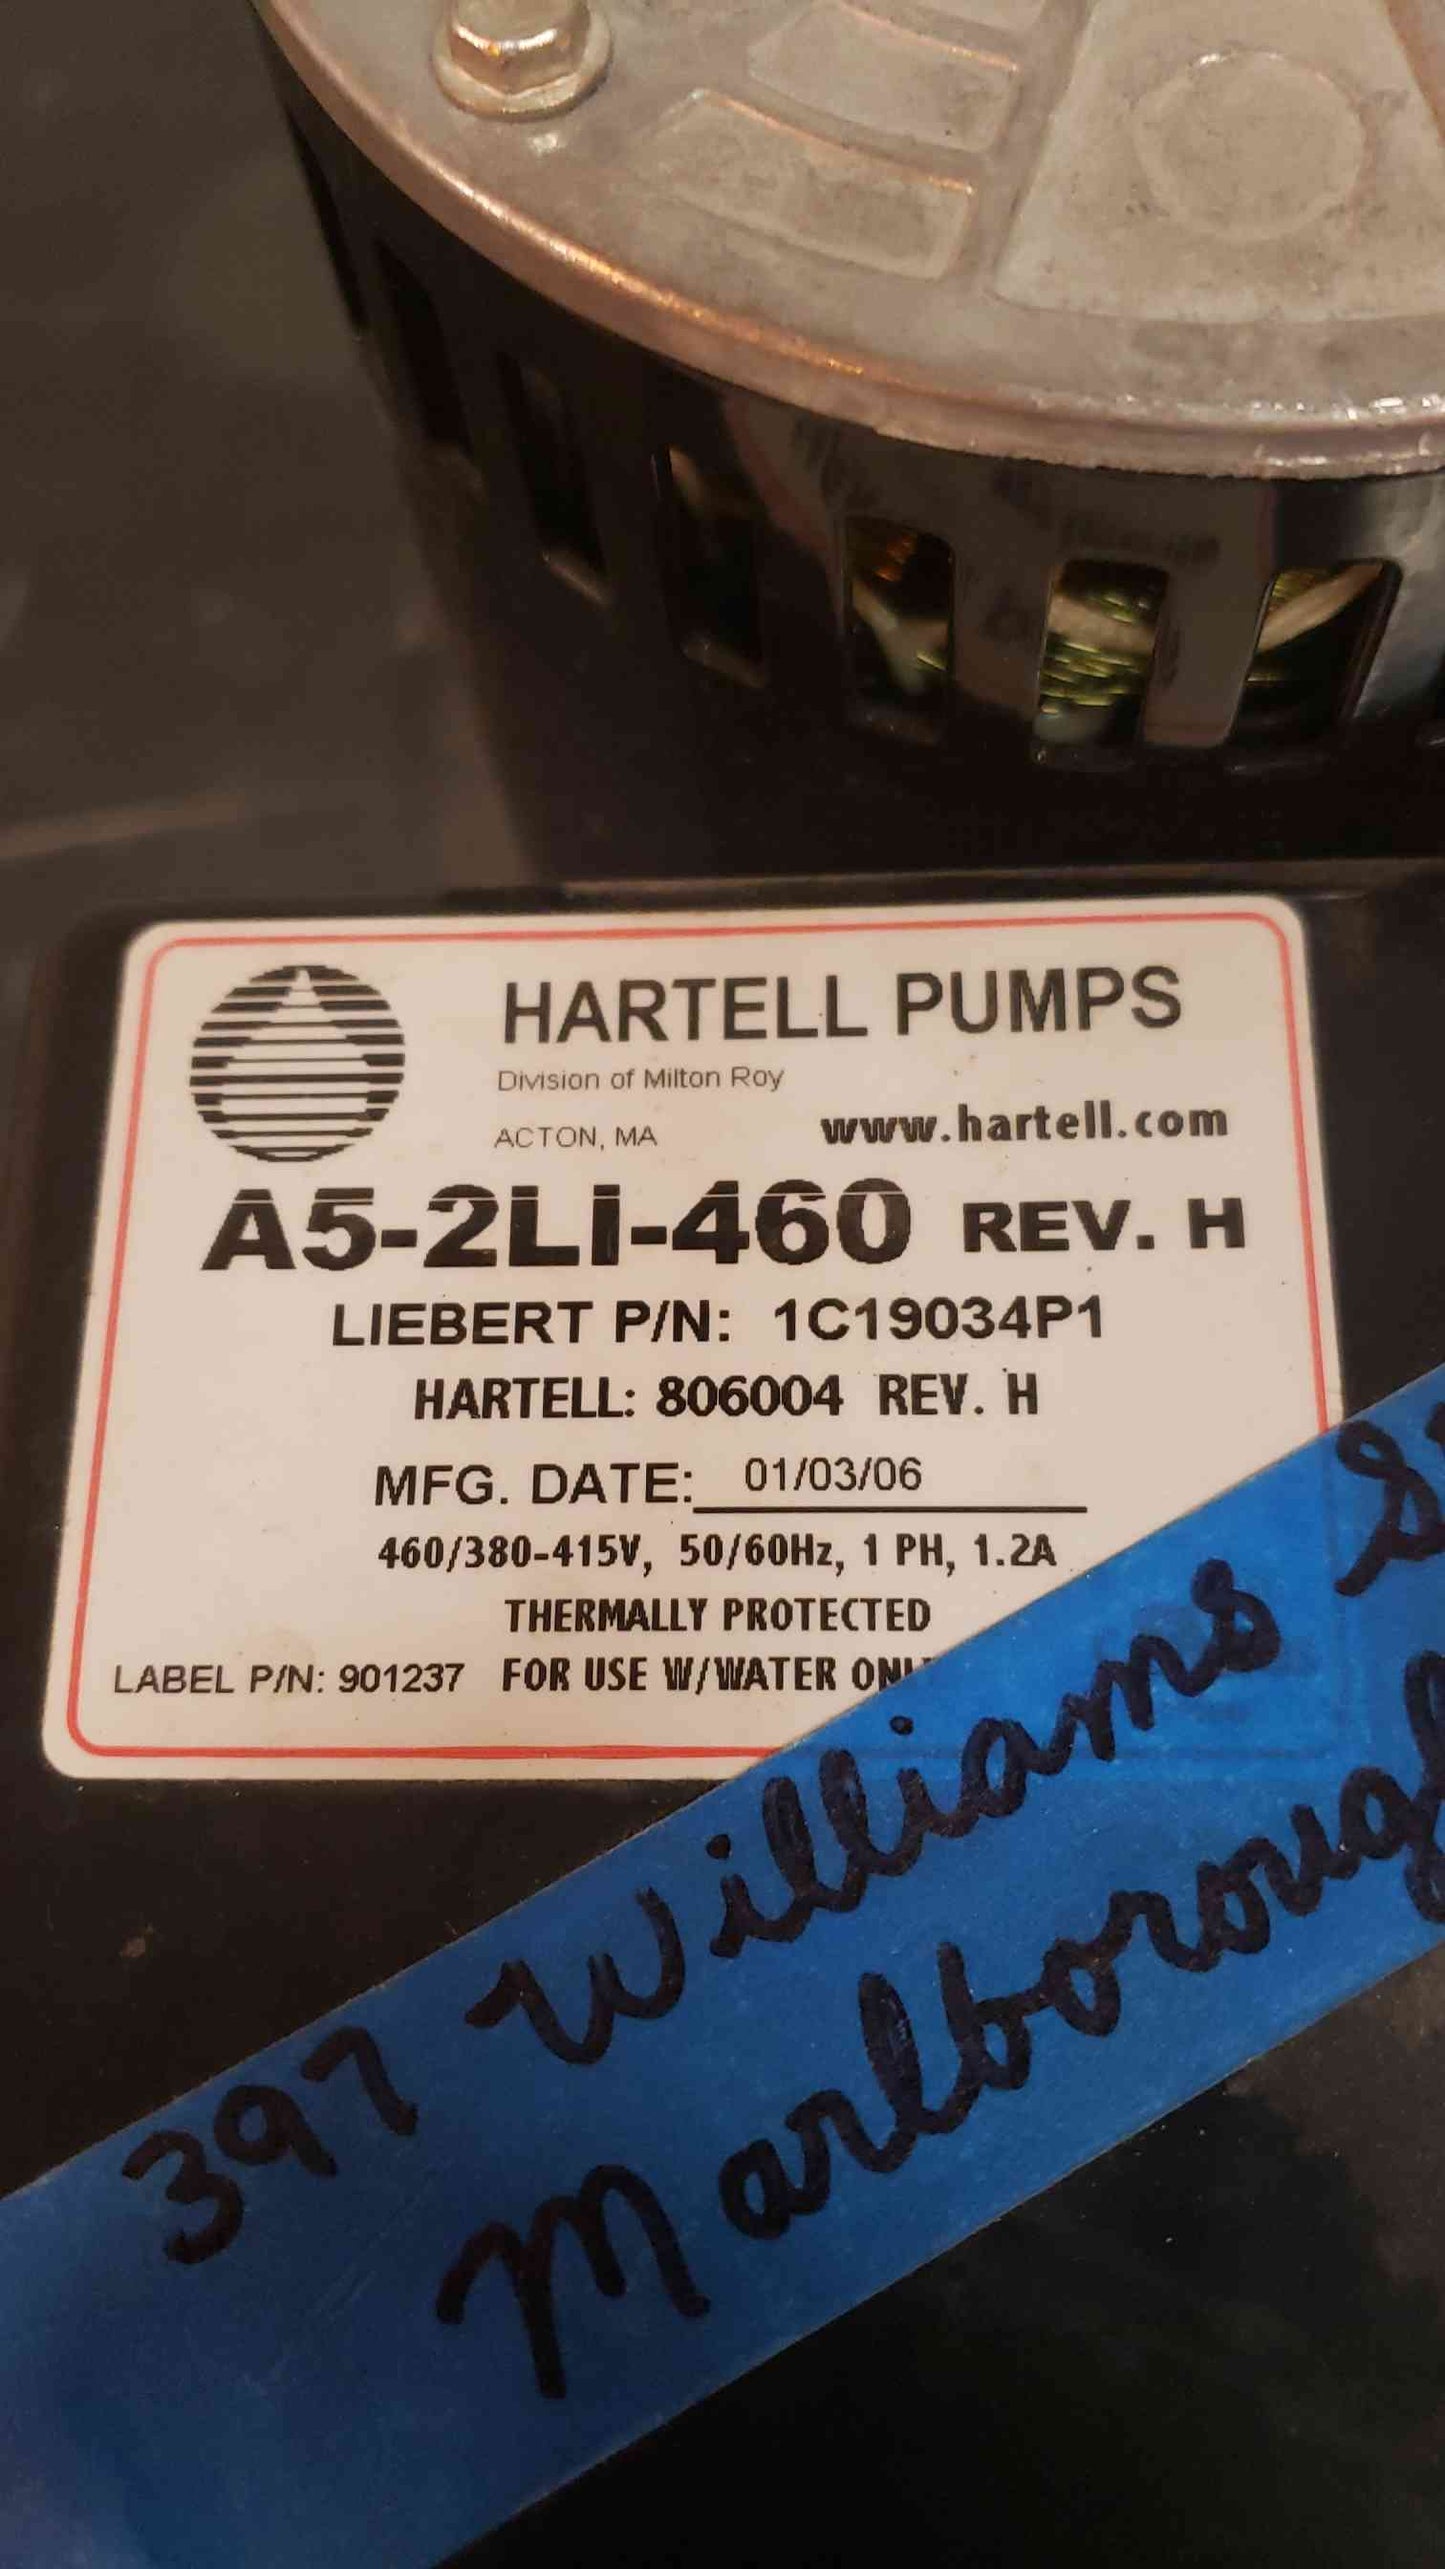 HARTELL PUMPS
Division of Milton Roy
ACTON, MA www.hartell.com
A5-2LI-460 REV. H
LIEBERT P/N: 1C19034P1
HARTELL: 806004 REV. H
MFG. DATE: 01/03/06
460/380-415V, 50/60Hz, 1 PH, 1.2A
THERMALLY PROTECTED
LABEL P/N: 901237 FOR USE W/WATER
397 Williams